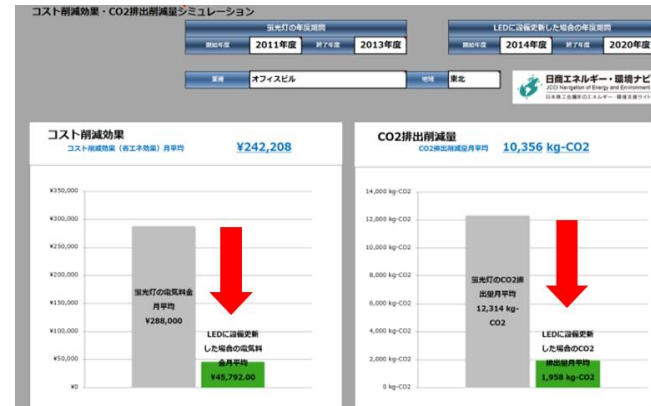 コスト削減効果・CO2排出削減量シミュレーション
蛍光灯の年度期間
LEDに設備更新した場合の年度期間
開始年度 2011年度 終了年度 2013年度
開始年度 2014年度 終了年度 2020年度
業種 オフィスビル 地域 東北
日商エネルギー・環境ナビ
JCCI Navigation of Energy and Environment
日本商工会議所のエネルギー・環境支援サイト
コスト削減効果
コスト削減効果（省エネ効果）月平均 ¥242,208
¥350,000
¥300,000
¥250,000
¥200,000
¥150,000
¥100,000
¥50,000
¥0
蛍光灯の電気料金
月平均
¥288,000
LEDに設備更新
した場合の電気料
金月平均
¥45,792.00
CO2排出削減量
CO2排出削減量月平均 10,356 kg-CO2
14,000 kg-CO2
12,000 kg-CO2
10,000 kg-CO2
8,000 kg-CO2
6,000 kg-CO2
4,000 kg-CO2
2,000 kg-CO2
0 kg-CO2
蛍光灯のCO2排
出量月平均
12,314 kg-
CO2
LEDに設備更新
した場合のCO2
排出量月平均
1,958 kg-CO2